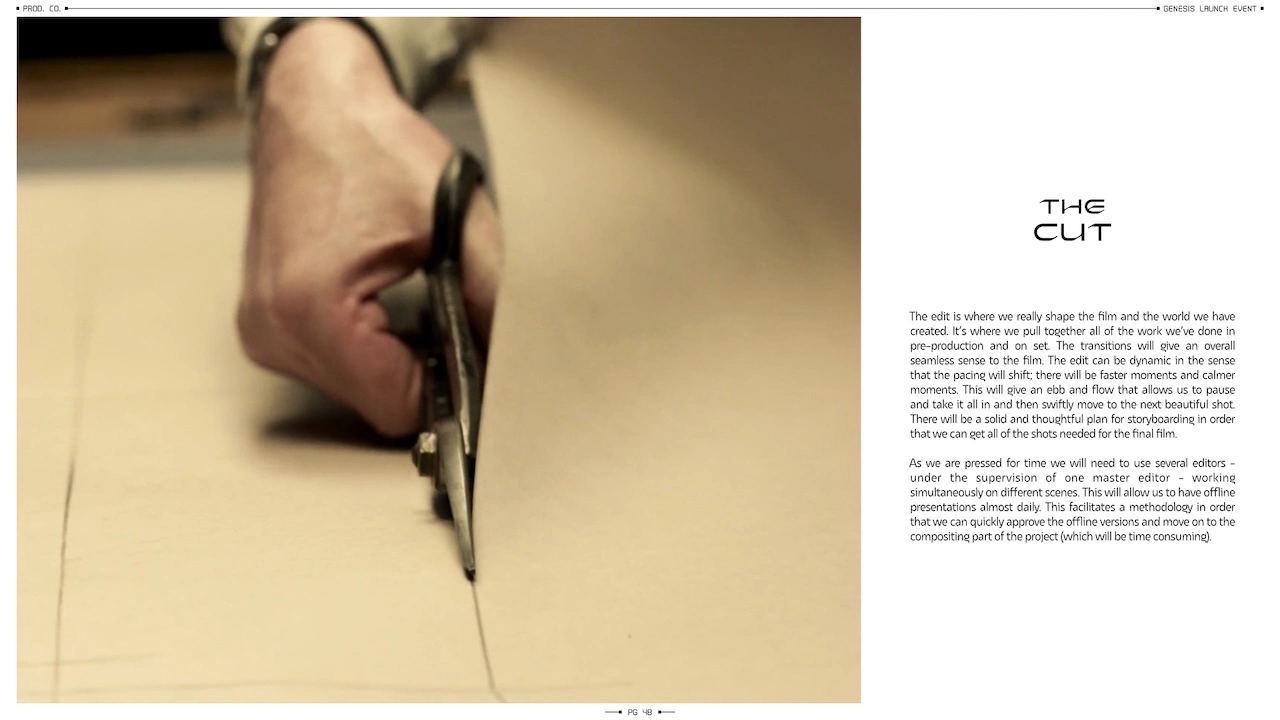 PROD. CO.
GENESIS LAUNCH EVENT
THE
CUT
The edit is where we really shape the film and the world we have
created. It's where we pull together all of the work we've done in
pre-production and on set. The transitions will give an overall
seamless sense to the film. The edit can be dynamic in the sense
that the pacing will shift; there will be faster moments and calmer
moments. This will give an ebb and flow that allows us to pause
and take it all in and then swiftly move to the next beautiful shot.
There will be a solid and thoughtful plan for storyboarding in order
that we can get all of the shots needed for the final film.
As we are pressed for time we will need to use several editors -
under the supervision of one master editor - working
simultaneously on different scenes. This will allow us to have offline
presentations almost daily. This facilitates a methodology in order
that we can quickly approve the offline versions and move on to the
compositing part of the project (which will be time consuming).
PG 48